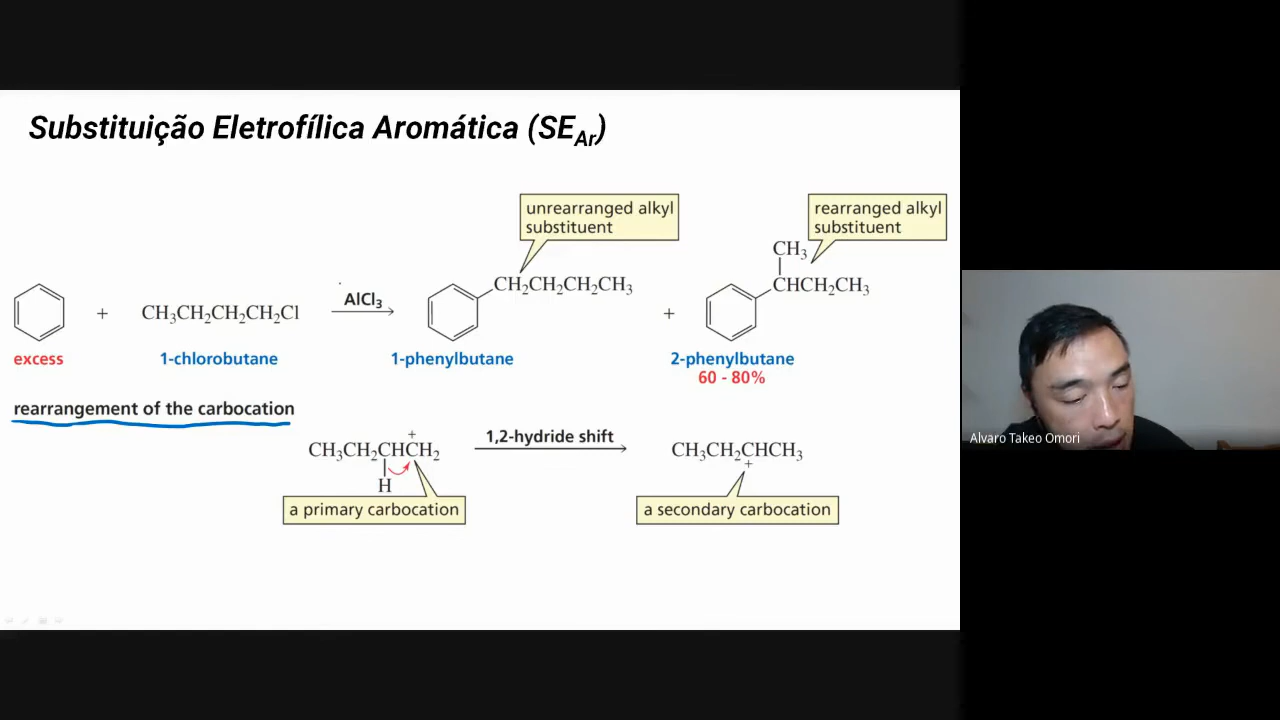 Substituição Eletrofílica Aromática (SE_Ar)
unrearranged alkyl
substituent
rearranged alkyl
substituent
CH₃
CH₂CH₂CH₂CH₃
CHCH₂CH₃
+ CH₃CH₂CH₂CH₂Cl AlCl₃ +
excess 1-chlorobutane 1-phenylbutane 2-phenylbutane
60 - 80%
rearrangement of the carbocation
+
CH₃CH₂CHCH₂ 1,2-hydride shift CH₃CH₂CHCH₃
+
H
a primary carbocation a secondary carbocation
Alvaro Takeo Omori